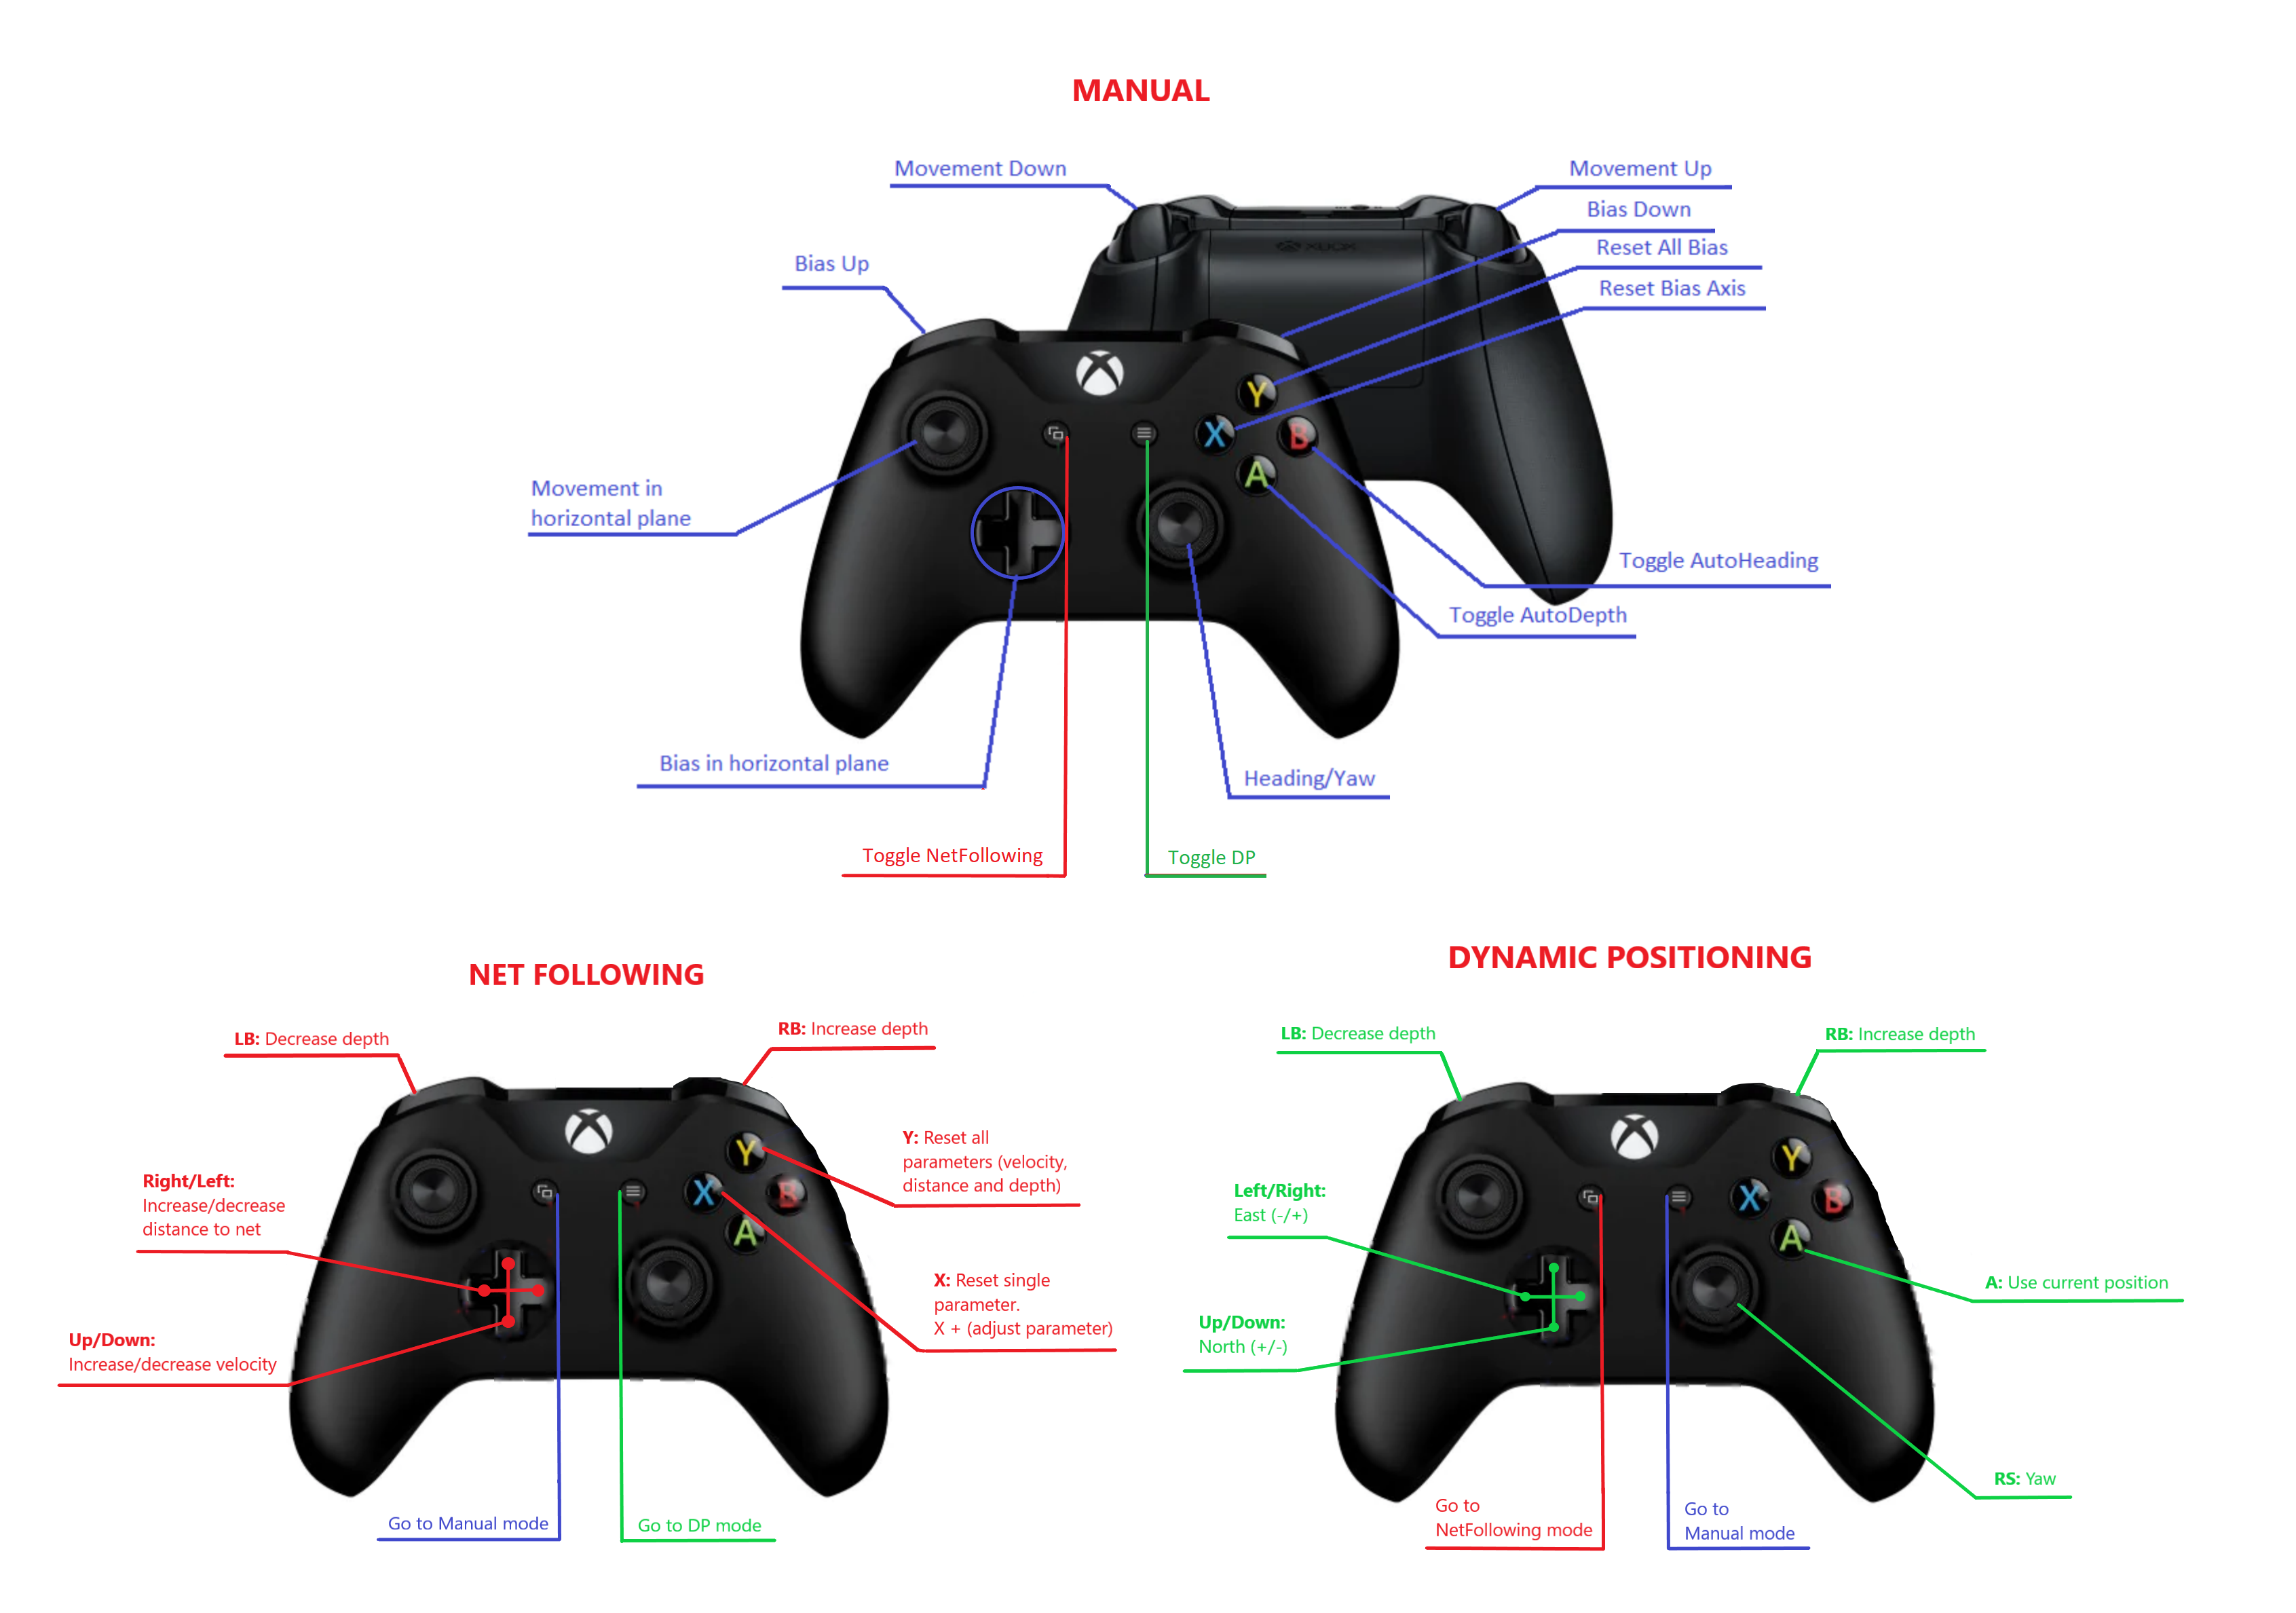 MANUAL
Movement Down
Movement Up
Bias Down
Reset All Bias
Reset Bias Axis
Bias Up
XBOX
Y
X
B
A
Movement in
horizontal plane
Toggle AutoHeading
Toggle AutoDepth
Bias in horizontal plane
Heading/Yaw
Toggle NetFollowing
Toggle DP
NET FOLLOWING
LB: Decrease depth
RB: Increase depth
Y: Reset all
parameters (velocity,
distance and depth)
Y
X
B
A
Right/Left:
Increase/decrease
distance to net
X: Reset single
parameter.
X + (adjust parameter)
Up/Down:
Increase/decrease velocity
Go to Manual mode
Go to DP mode
DYNAMIC POSITIONING
LB: Decrease depth
RB: Increase depth
Y
X
B
A
Left/Right:
East (-/+)
Up/Down:
North (+/-)
A: Use current position
RS: Yaw
Go to
NetFollowing mode
Go to
Manual mode